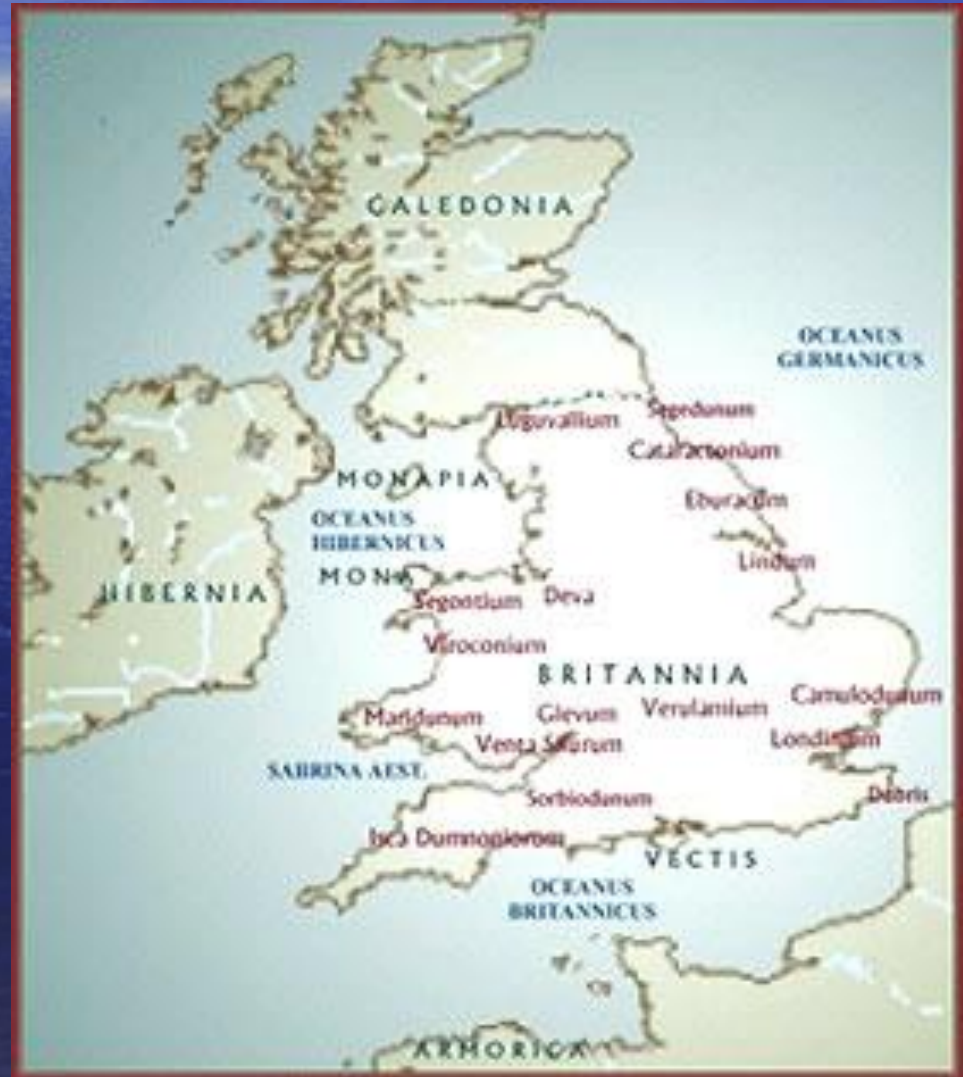 CALEDONIA
OCEANUS
GERMANICUS
Luguvallium
Segedunum
Cataractonium
MONAPIA
Eburacum
OCEANUS
HIBERNICUS
Lindum
MONA
HIBERNIA
Segontium
Deva
Viroconium
BRITANNIA
Camulodunum
Maridunum
Glevum
Verulamium
Venta Silurum
Londinium
SABRINA AEST.
Sorbiodunum
Dubris
Isca Dumnoniorum
VECTIS
OCEANUS
BRITANNICUS
ARMORICA